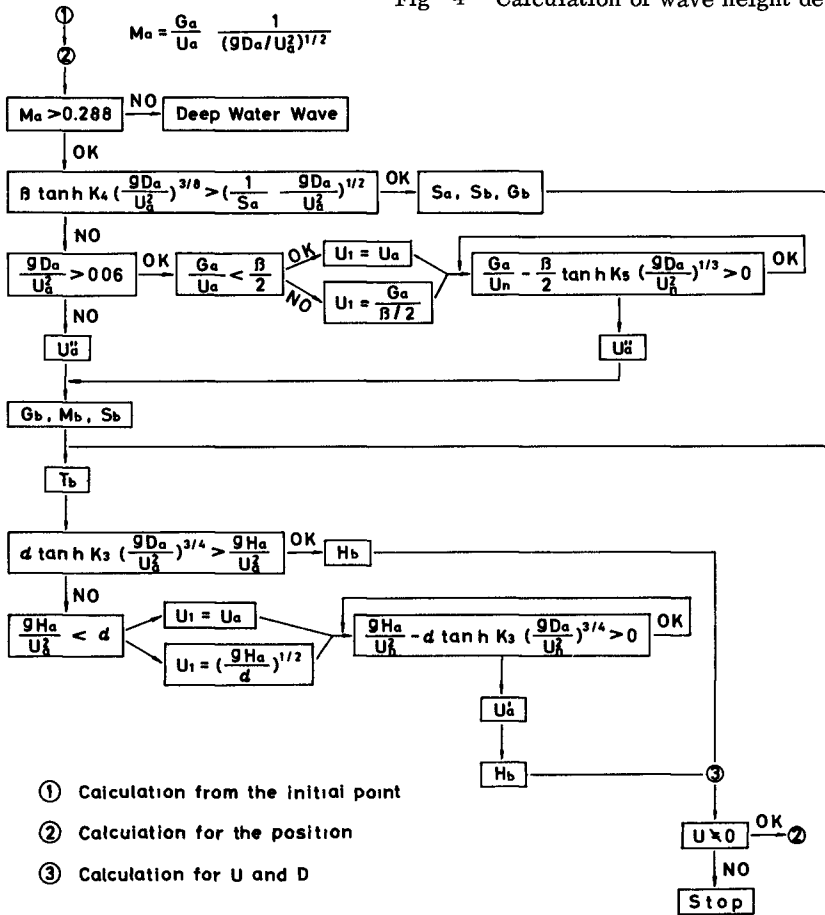 Fig 4 Calculation of wave height de
①
Ma = Ga/Ua 1/(gDa/Ua²)^1/2
②
Ma > 0.288 NO Deep Water Wave
OK
β tanh K4 (gDa/Ua²)^3/8 > (1/Sa gDa/Ua²)^1/2 OK Sa, Sb, Gb
NO
gDa/Ua² > 006 OK Ga/Ua < β/2 OK U1 = Ua
NO U1 = Ga/β/2
Ga/Un - β/2 tanh K5 (gDa/Un²)^1/3 > 0 OK
NO
Ua'' Ua''
Gb, Mb, Sb
Tb
α tanh K3 (gDa/Ua²)^3/4 > gHa/Ua² OK Hb
NO
gHa/Ua² < α U1 = Ua
U1 = (gHa/α)^1/2
gHa/Un² - α tanh K3 (gDa/Un²)^3/4 > 0 OK
Ua'
Hb ③
① Calculation from the initial point
② Calculation for the position
③ Calculation for U and D
U ≒ 0 OK ②
NO
Stop